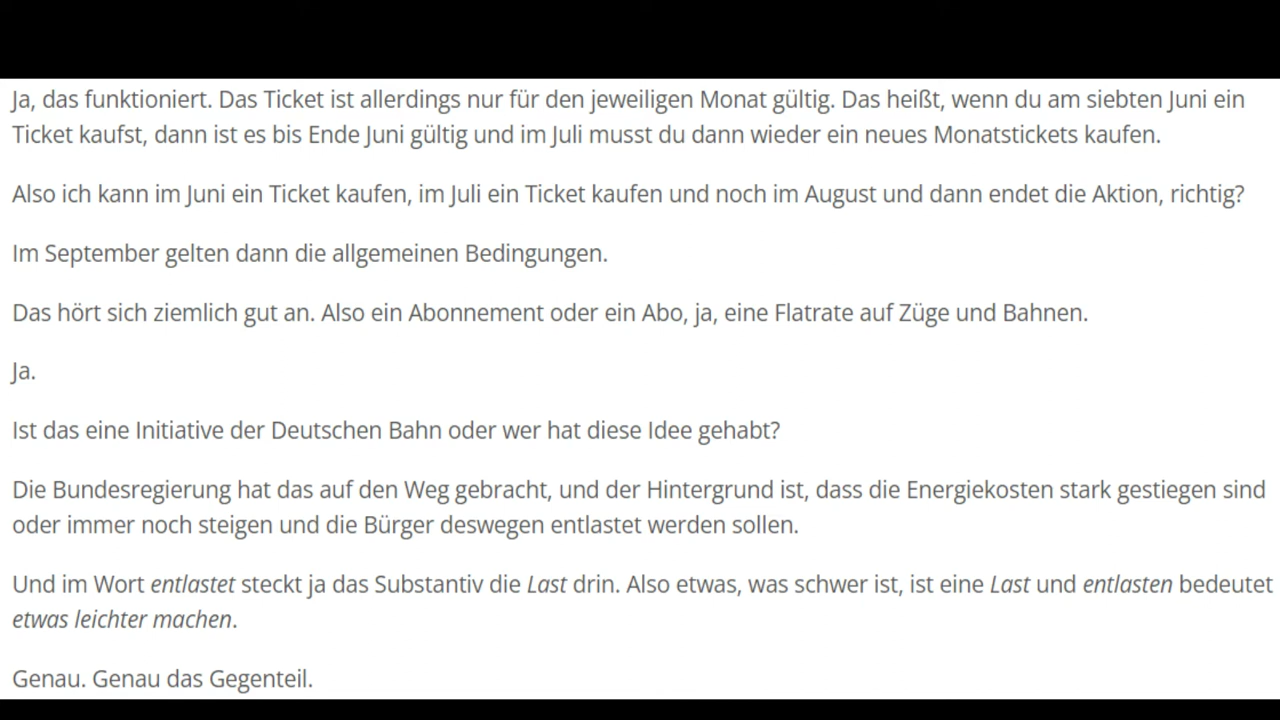 Ja, das funktioniert. Das Ticket ist allerdings nur für den jeweiligen Monat gültig. Das heißt, wenn du am siebten Juni ein
Ticket kaufst, dann ist es bis Ende Juni gültig und im Juli musst du dann wieder ein neues Monatstickets kaufen.
Also ich kann im Juni ein Ticket kaufen, im Juli ein Ticket kaufen und noch im August und dann endet die Aktion, richtig?
Im September gelten dann die allgemeinen Bedingungen.
Das hört sich ziemlich gut an. Also ein Abonnement oder ein Abo, ja, eine Flatrate auf Züge und Bahnen.
Ja.
Ist das eine Initiative der Deutschen Bahn oder wer hat diese Idee gehabt?
Die Bundesregierung hat das auf den Weg gebracht, und der Hintergrund ist, dass die Energiekosten stark gestiegen sind
oder immer noch steigen und die Bürger deswegen entlastet werden sollen.
Und im Wort entlastet steckt ja das Substantiv die Last drin. Also etwas, was schwer ist, ist eine Last und entlasten bedeutet
etwas leichter machen.
Genau. Genau das Gegenteil.